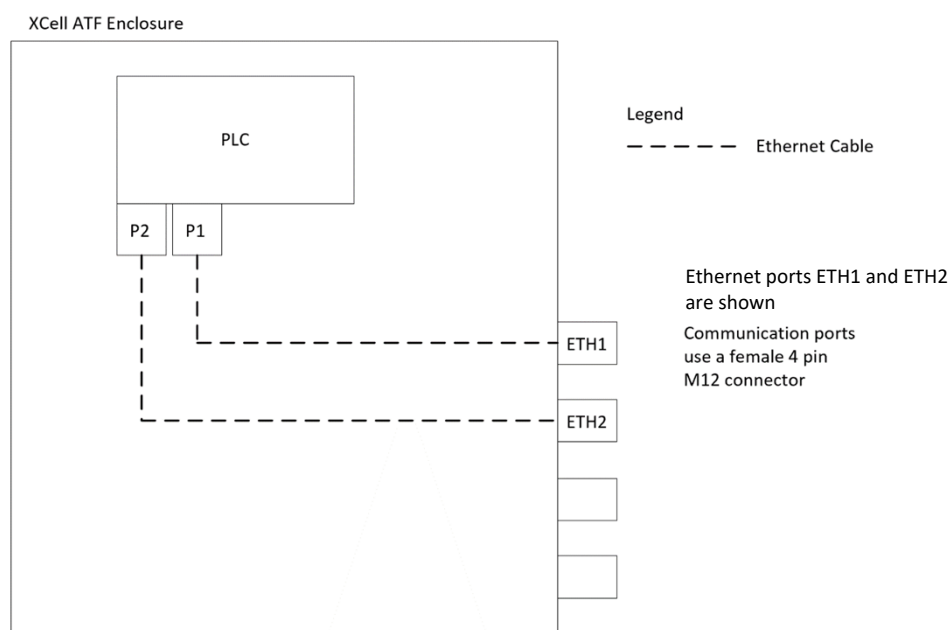 XCell ATF Enclosure
PLC
P2
P1
Legend
Ethernet Cable
Ethernet ports ETH1 and ETH2
are shown
Communication ports
use a female 4 pin
M12 connector
ETH1
ETH2